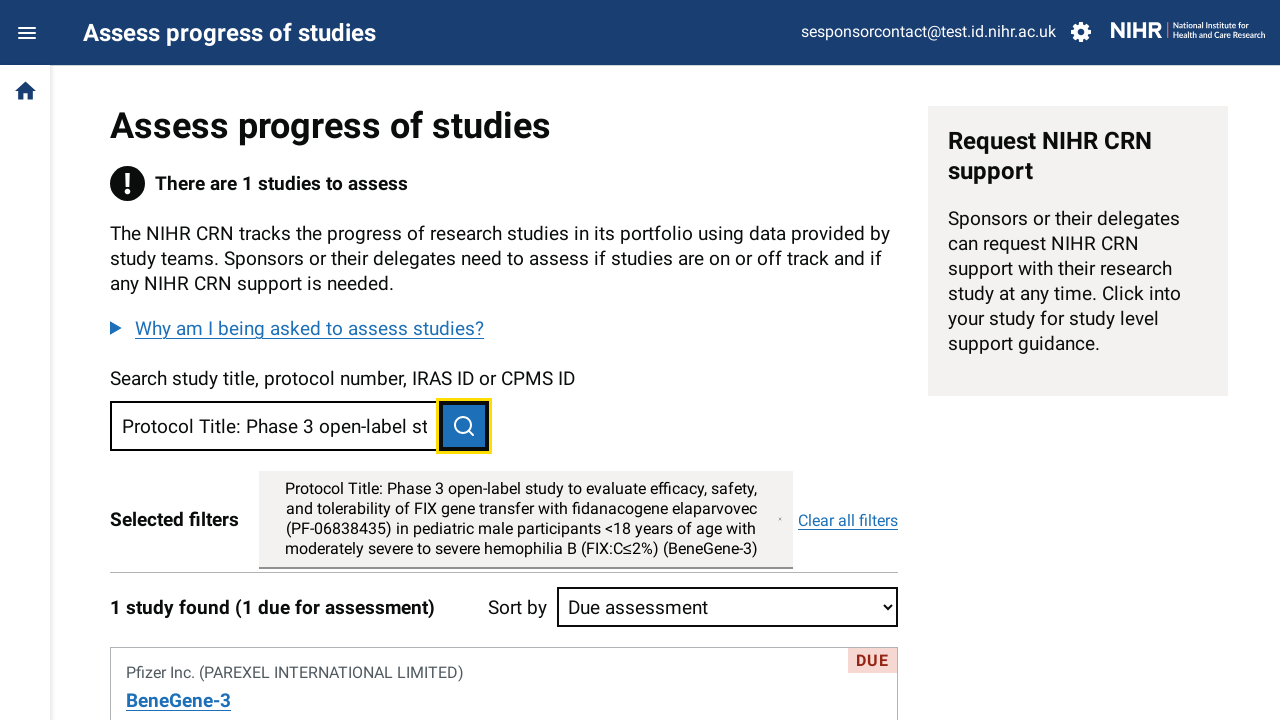 Assess progress of studies
sesponsorcontact@test.id.nihr.ac.uk
NIHR | National Institute for
Health and Care Research
Assess progress of studies
There are 1 studies to assess
The NIHR CRN tracks the progress of research studies in its portfolio using data provided by
study teams. Sponsors or their delegates need to assess if studies are on or off track and if
any NIHR CRN support is needed.
Why am I being asked to assess studies?
Search study title, protocol number, IRAS ID or CPMS ID
Protocol Title: Phase 3 open-label st
Selected filters
Protocol Title: Phase 3 open-label study to evaluate efficacy, safety,
and tolerability of FIX gene transfer with fidanacogene elaparvovec
(PF-06838435) in pediatric male participants <18 years of age with
moderately severe to severe hemophilia B (FIX:C≤2%) (BeneGene-3)
Clear all filters
1 study found (1 due for assessment)
Sort by
Due assessment
DUE
Pfizer Inc. (PAREXEL INTERNATIONAL LIMITED)
BeneGene-3
Request NIHR CRN
support
Sponsors or their delegates
can request NIHR CRN
support with their research
study at any time. Click into
your study for study level
support guidance.